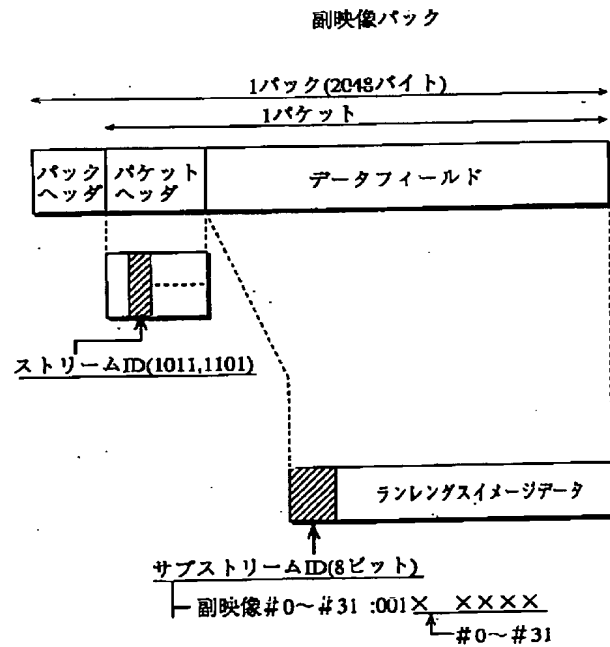 副映像パック
1パック(2048バイト)
1パケット
パック
ヘッダ
パケット
ヘッダ
データフィールド
ストリームID(1011,1101)
ランレングスイメージデータ
サブストリームID(8ビット)
副映像#0~#31 :001× ××××
#0~#31